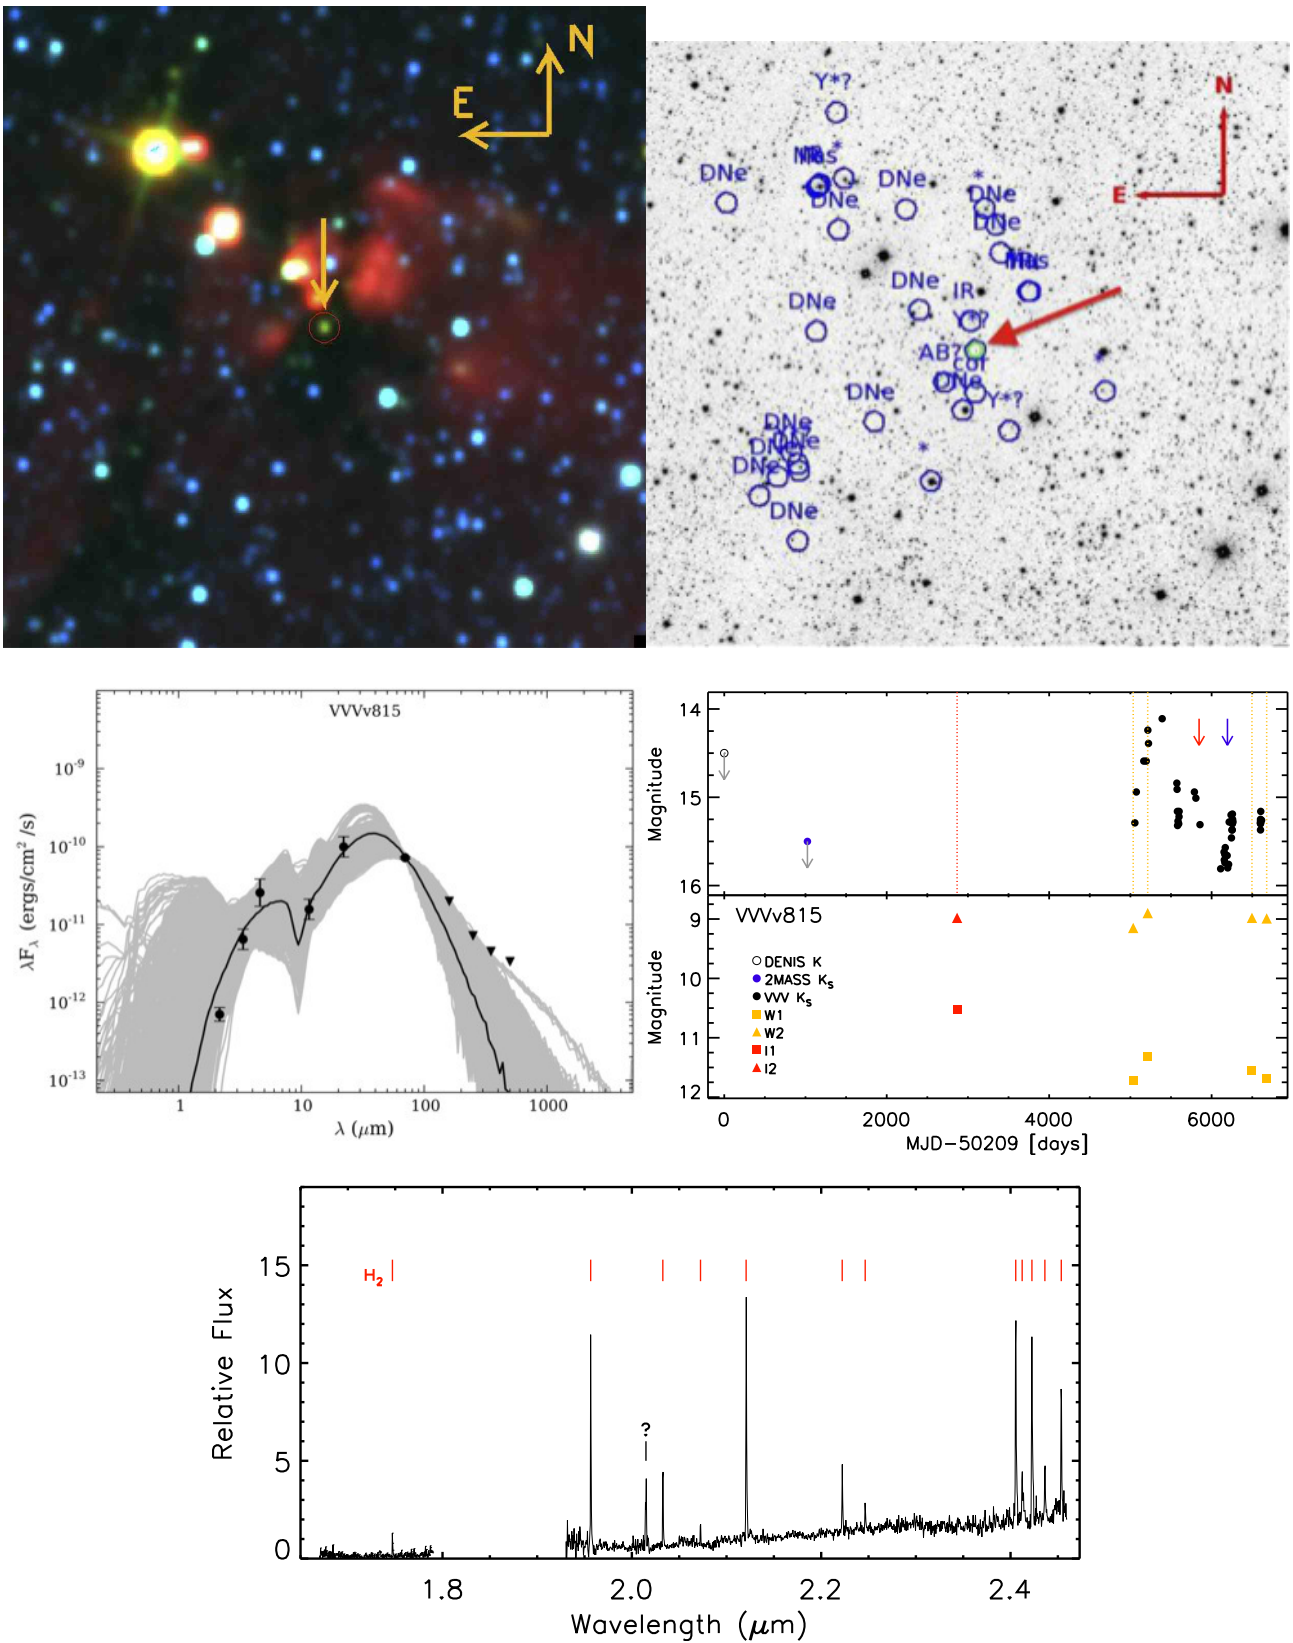 N
E
Y*?
N
*
DNe
DNe
*
E
DNe
DNe
DNe
DNe
IR
DNe
Y*?
AB?
DNe
Y*?
*
DNe
*
DNe
DNe
DNe
DNe
DNe
VVVv815
10⁻⁹
10⁻¹⁰
10⁻¹¹
10⁻¹²
10⁻¹³
λF_λ (ergs/cm² /s)
1 10 100 1000
λ (μm)
14
15
16
Magnitude
VVVv815
DENIS K
2MASS Kₛ
VVV Kₛ
W1
W2
I1
I2
9
10
11
12
Magnitude
0 2000 4000 6000
MJD−50209 [days]
H₂
?
15
10
5
0
Relative Flux
1.8 2.0 2.2 2.4
Wavelength (μm)